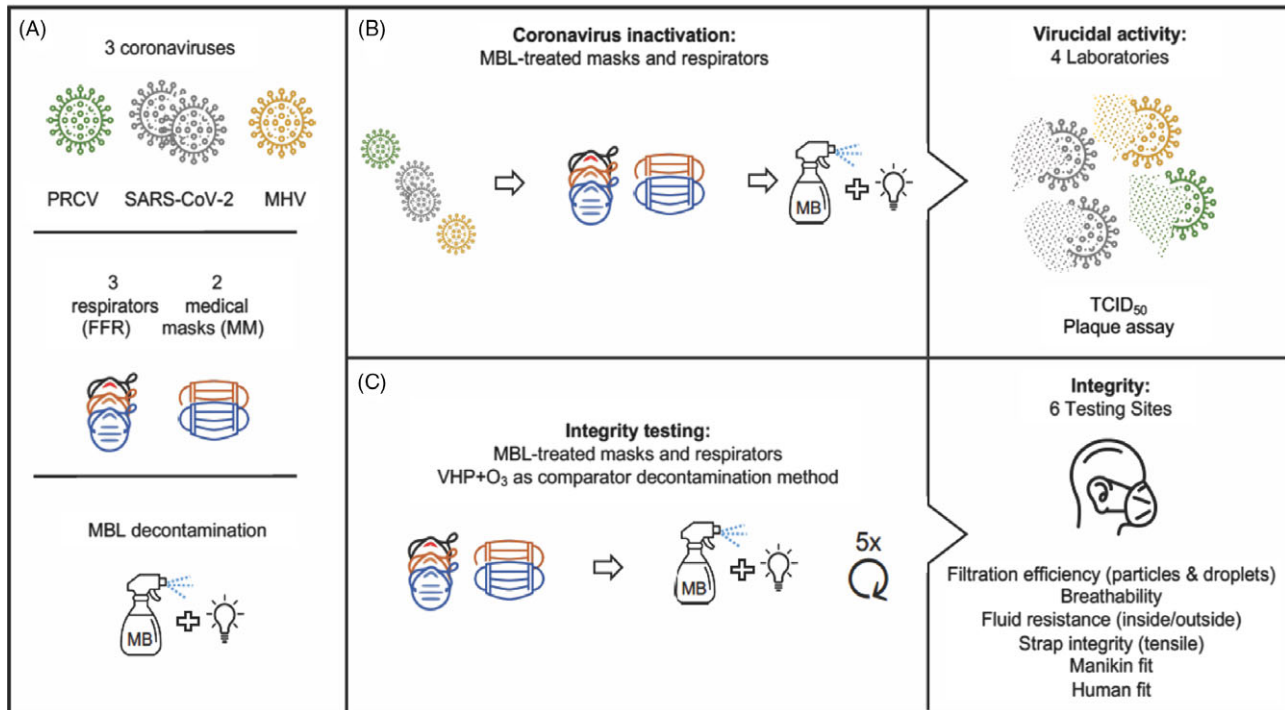 (A)
3 coronaviruses
PRCV SARS-CoV-2 MHV
3 respirators (FFR)
2 medical masks (MM)
MBL decontamination
MB
(B)
Coronavirus inactivation:
MBL-treated masks and respirators
MB
Virucidal activity:
4 Laboratories
TCID₅₀
Plaque assay
(C)
Integrity testing:
MBL-treated masks and respirators
VHP+O₃ as comparator decontamination method
MB
5x
Integrity:
6 Testing Sites
Filtration efficiency (particles & droplets)
Breathability
Fluid resistance (inside/outside)
Strap integrity (tensile)
Manikin fit
Human fit